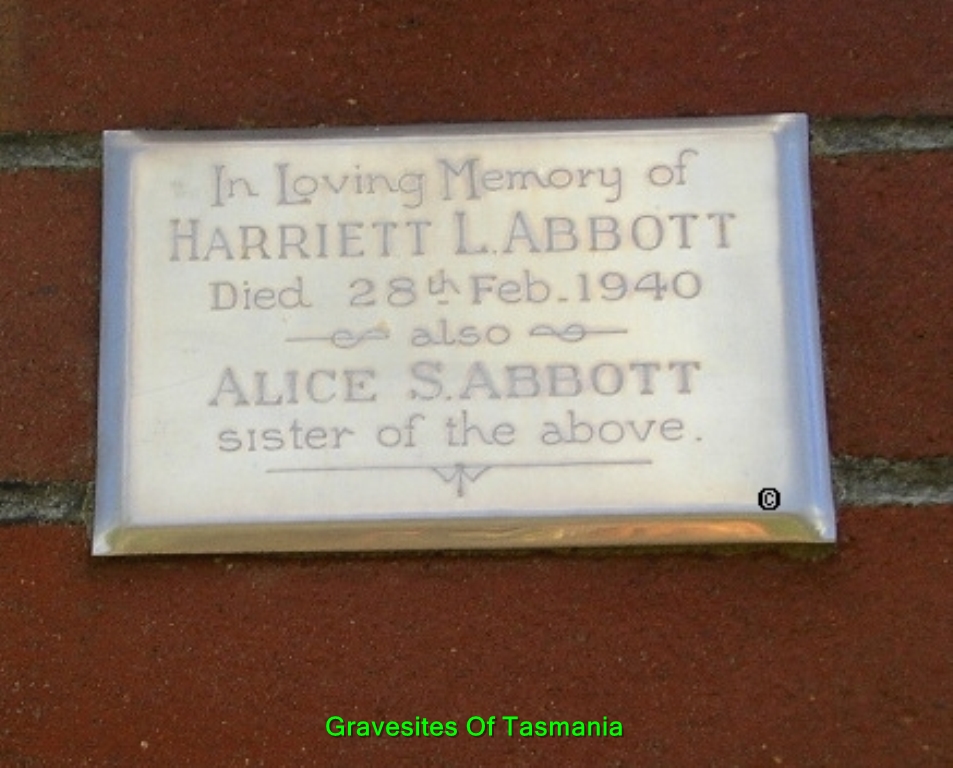 In Loving Memory of
HARRIETT L. ABBOTT
Died 28th Feb. 1940
also
ALICE S. ABBOTT
sister of the above.
©
Gravesites Of Tasmania